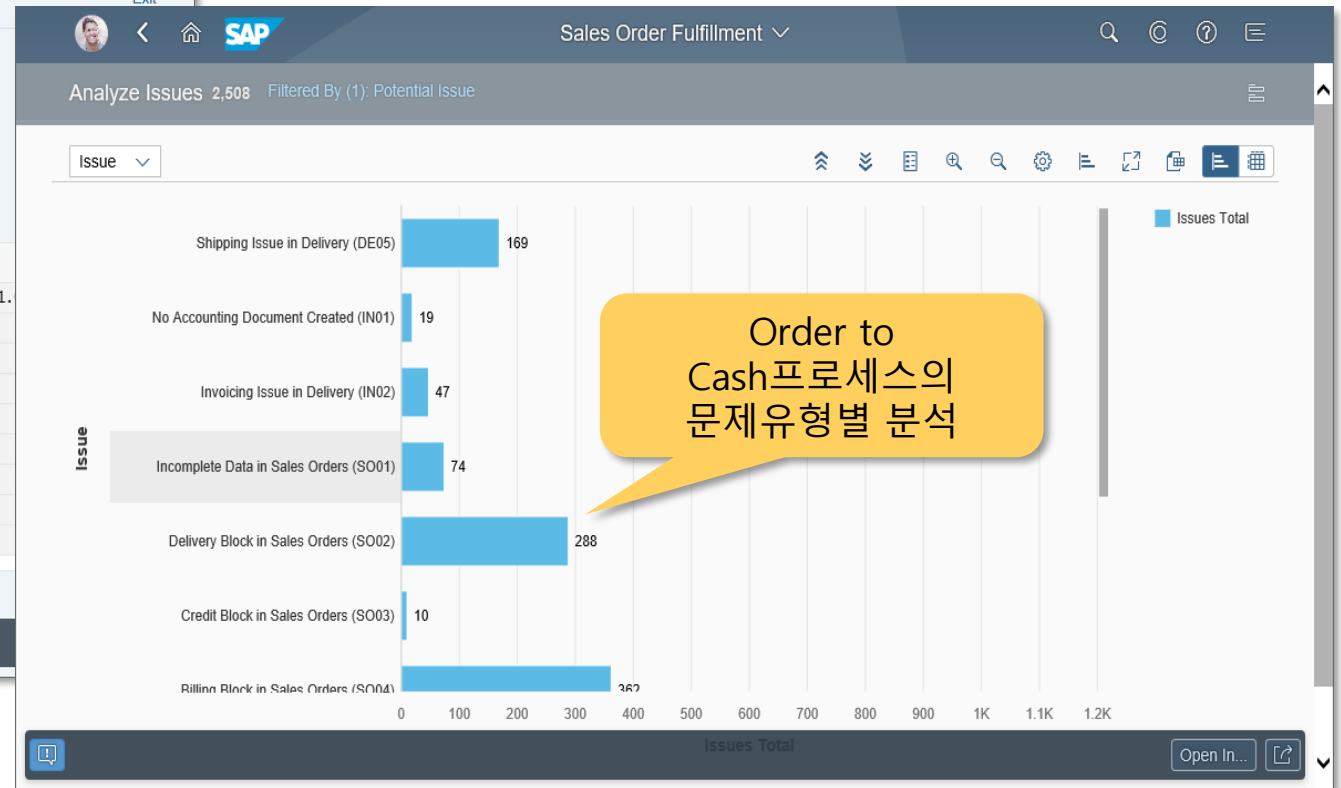 Exit
SAP
Sales Order Fulfillment
Analyze Issues 2,508 Filtered By (1): Potential Issue
Issue
Issues Total
Shipping Issue in Delivery (DE05) 169
No Accounting Document Created (IN01) 19
Invoicing Issue in Delivery (IN02) 47
Incomplete Data in Sales Orders (SO01) 74
Delivery Block in Sales Orders (SO02) 288
Credit Block in Sales Orders (SO03) 10
Billing Block in Sales Orders (SO04) 362
Issue
Order to
Cash프로세스의
문제유형별 분석
0 100 200 300 400 500 600 700 800 900 1K 1.1K 1.2K
Issues Total
Open In...